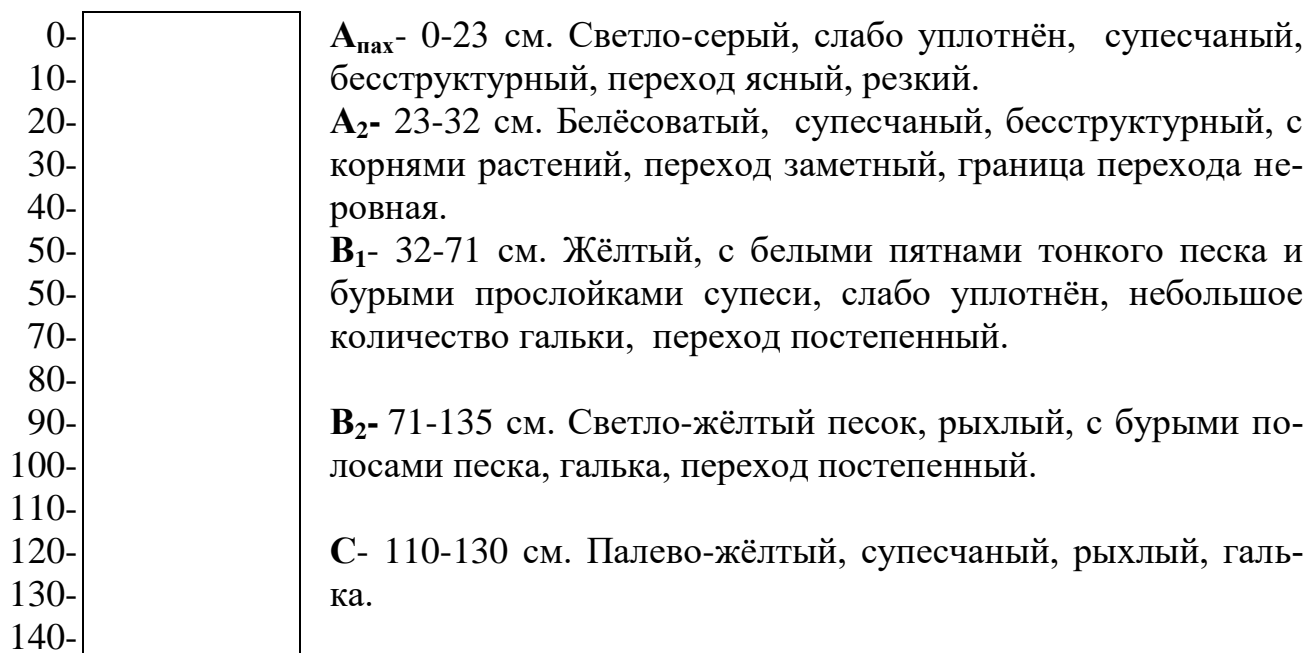 0-
10-
20-
30-
40-
50-
50-
70-
80-
90-
100-
110-
120-
130-
140-
Апах- 0-23 см. Светло-серый, слабо уплотнён, супесчаный,
бесструктурный, переход ясный, резкий.
А2- 23-32 см. Белёсоватый, супесчаный, бесструктурный, с
корнями растений, переход заметный, граница перехода не-
ровная.
В1- 32-71 см. Жёлтый, с белыми пятнами тонкого песка и
бурыми прослойками супеси, слабо уплотнён, небольшое
количество гальки, переход постепенный.
В2- 71-135 см. Светло-жёлтый песок, рыхлый, с бурыми по-
лосами песка, галька, переход постепенный.
С- 110-130 см. Палево-жёлтый, супесчаный, рыхлый, галь-
ка.